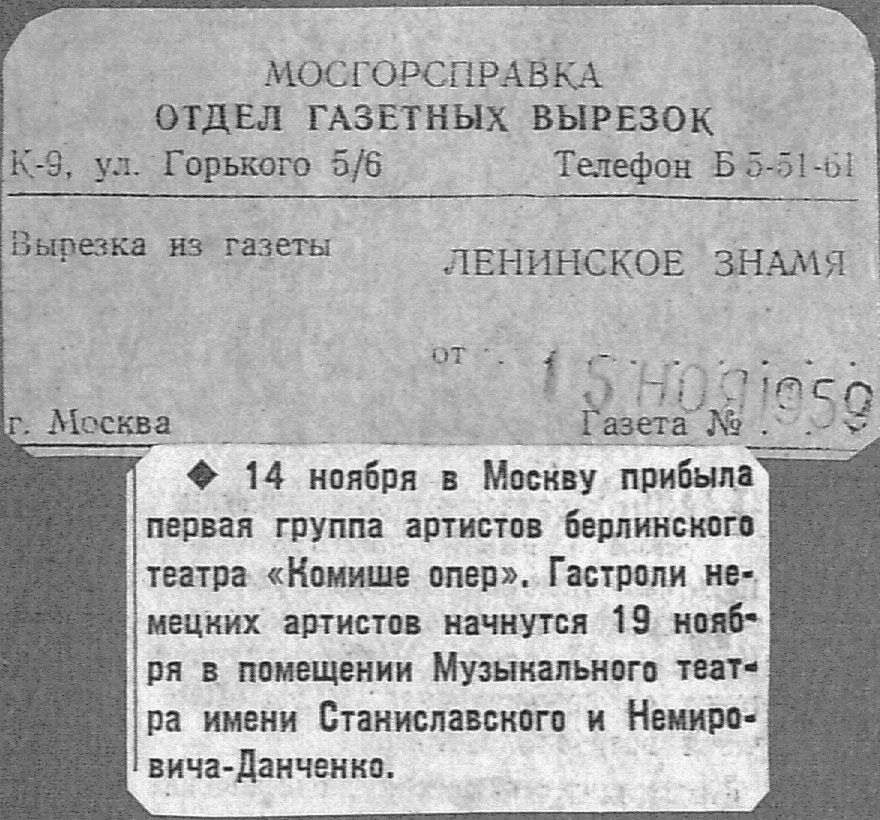 МОСГОРСПРАВКА
ОТДЕЛ ГАЗЕТНЫХ ВЫРЕЗОК
К-9, ул. Горького 5/6 Телефон Б 5-51-61
Вырезка из газеты
ЛЕНИНСКОЕ ЗНАМЯ
от 15 НОЯ 1959
г. Москва Газета № . . .
◆ 14 ноября в Москву прибыла
первая группа артистов берлинского
театра «Комише опер». Гастроли не-
мецких артистов начнутся 19 нояб-
ря в помещении Музыкального теат-
ра имени Станиславского и Немиро-
вича-Данченко.